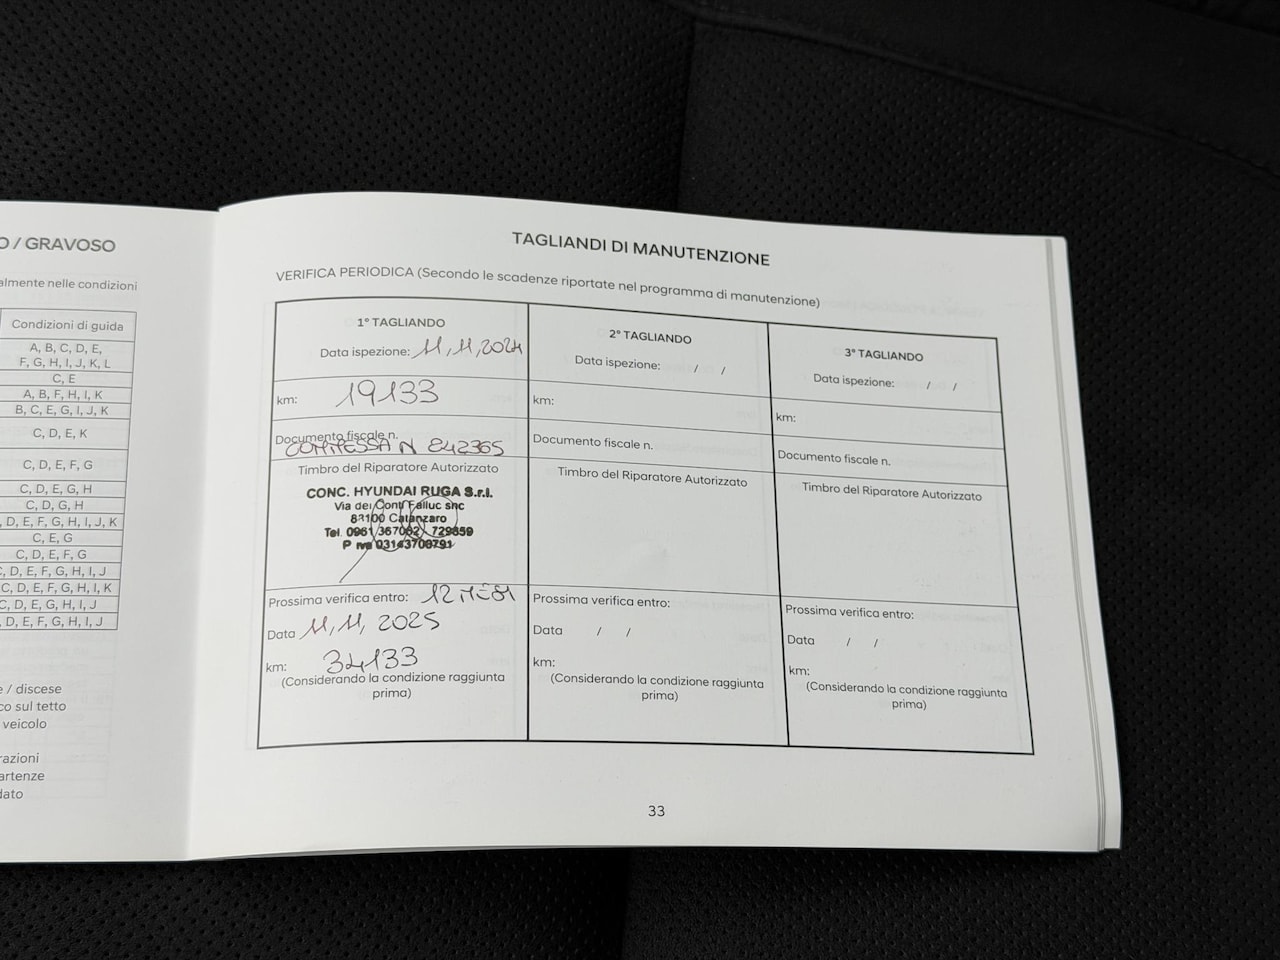 O / GRAVOSO
almente nelle condizioni
Condizioni di guida
A, B, C, D, E,
F, G, H, I, J, K, L
C, E
A, B, F, H, I, K
B, C, E, G, I, J, K
C, D, E, K
C, D, E, F, G
C, D, E, G, H
C, D, G, H
, D, E, F, G, H, I, J, K
C, E, G
C, D, E, F, G
C, D, E, F, G, H, I, J
C, D, E, F, G, H, I, K
C, D, E, G, H, I, J
, D, E, F, G, H, I, J
e / discese
co sul tetto
veicolo
razioni
artenze
dato
TAGLIANDI DI MANUTENZIONE
VERIFICA PERIODICA (Secondo le scadenze riportate nel programma di manutenzione)
1° TAGLIANDO
Data ispezione: 11,11,2024
km: 19133
Documento fiscale n.
COMMESSA N 842365
Timbro del Riparatore Autorizzato
CONC. HYUNDAI RUGA S.r.l.
Via dei Conti Falluc snc
88100 Catanzaro
Tel. 0961 367062 729859
P iva 03143700791
Prossima verifica entro: 12 MESI
Data 11,11, 2025
km: 34133
(Considerando la condizione raggiunta
prima)
2° TAGLIANDO
Data ispezione: / /
km:
Documento fiscale n.
Timbro del Riparatore Autorizzato
Prossima verifica entro:
Data / /
km:
(Considerando la condizione raggiunta
prima)
3° TAGLIANDO
Data ispezione: / /
km:
Documento fiscale n.
Timbro del Riparatore Autorizzato
Prossima verifica entro:
Data / /
km:
(Considerando la condizione raggiunta
prima)
33